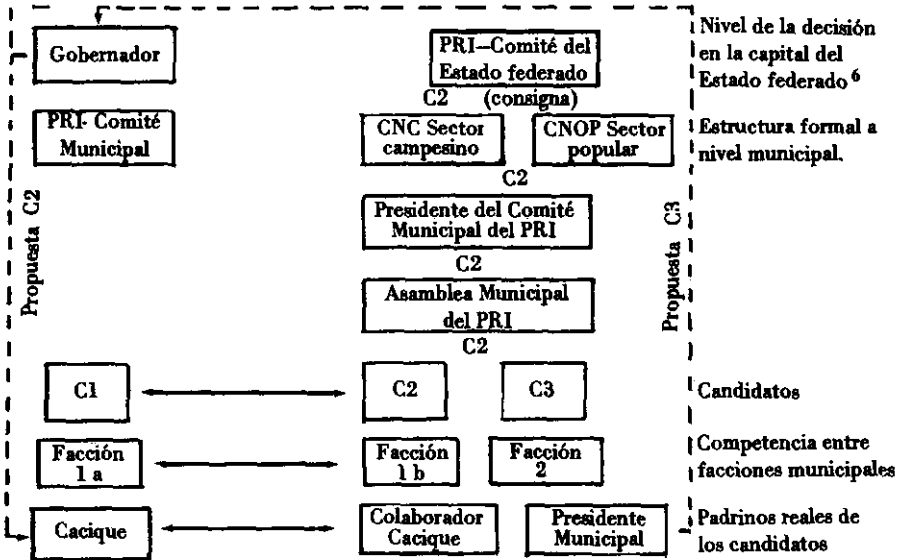 Gobernador
PRI–Comité del
Estado federado
C2 (consigna)
Nivel de la decisión
en la capital del
Estado federado 6
PRI- Comité
Municipal
CNC Sector
campesino
CNOP Sector
popular
Estructura formal a
nivel municipal.
C2
Presidente del Comité
Municipal del PRI
C2
Asamblea Municipal
del PRI
C2
Propuesta C2
Propuesta C3
C1
C2
C3
Candidatos
Facción
1 a
Facción
1 b
Facción
2
Competencia entre
facciones municipales
Cacique
Colaborador
Cacique
Presidente
Municipal
Padrinos reales de
los candidatos